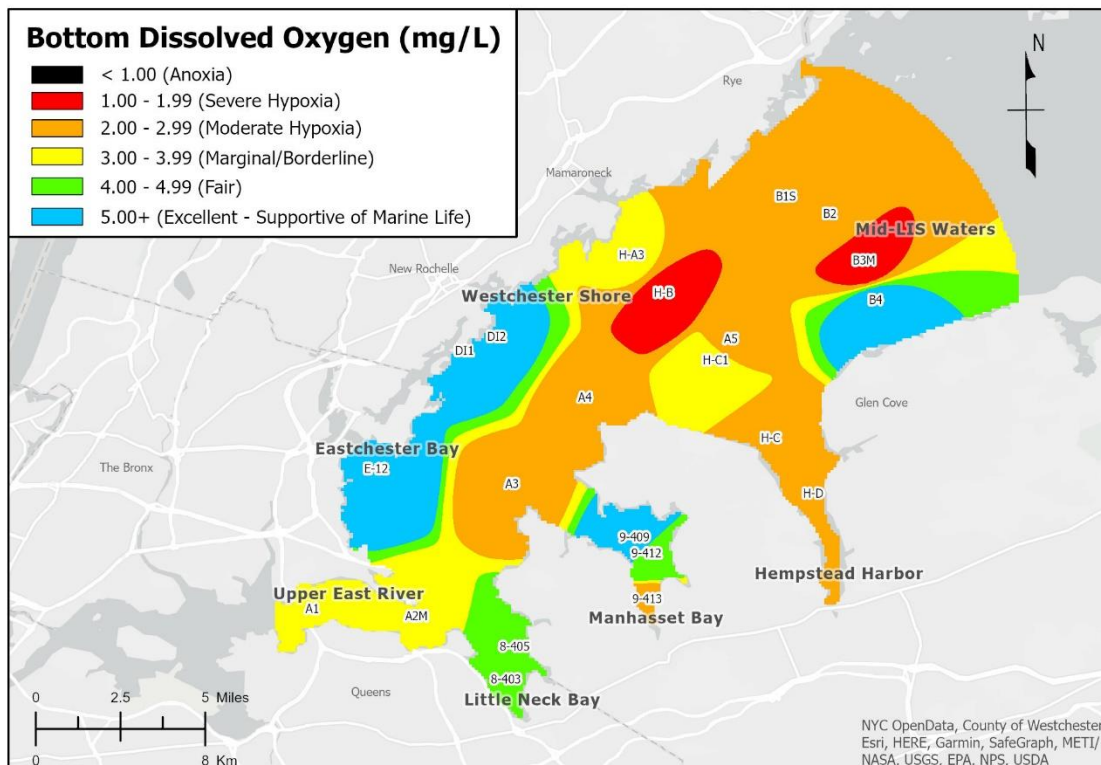 Bottom Dissolved Oxygen (mg/L)
< 1.00 (Anoxia)
1.00 - 1.99 (Severe Hypoxia)
2.00 - 2.99 (Moderate Hypoxia)
3.00 - 3.99 (Marginal/Borderline)
4.00 - 4.99 (Fair)
5.00+ (Excellent - Supportive of Marine Life)
N
Rye
Mamaroneck
B1S
B2
Mid-LIS Waters
H-A3
B3M
New Rochelle
Westchester Shore
H-B
B4
DI2
DI1
A5
H-C1
A4
Glen Cove
H-C
Eastchester Bay
The Bronx
E-12
A3
H-D
9-409
9-412
Hempstead Harbor
Upper East River
9-413
A1
A2M
Manhasset Bay
8-405
8-403
Queens
Little Neck Bay
0 2.5 5 Miles
0 8 Km
NYC OpenData, County of Westchester
Esri, HERE, Garmin, SafeGraph, METI/
NASA, USGS, EPA, NPS, USDA